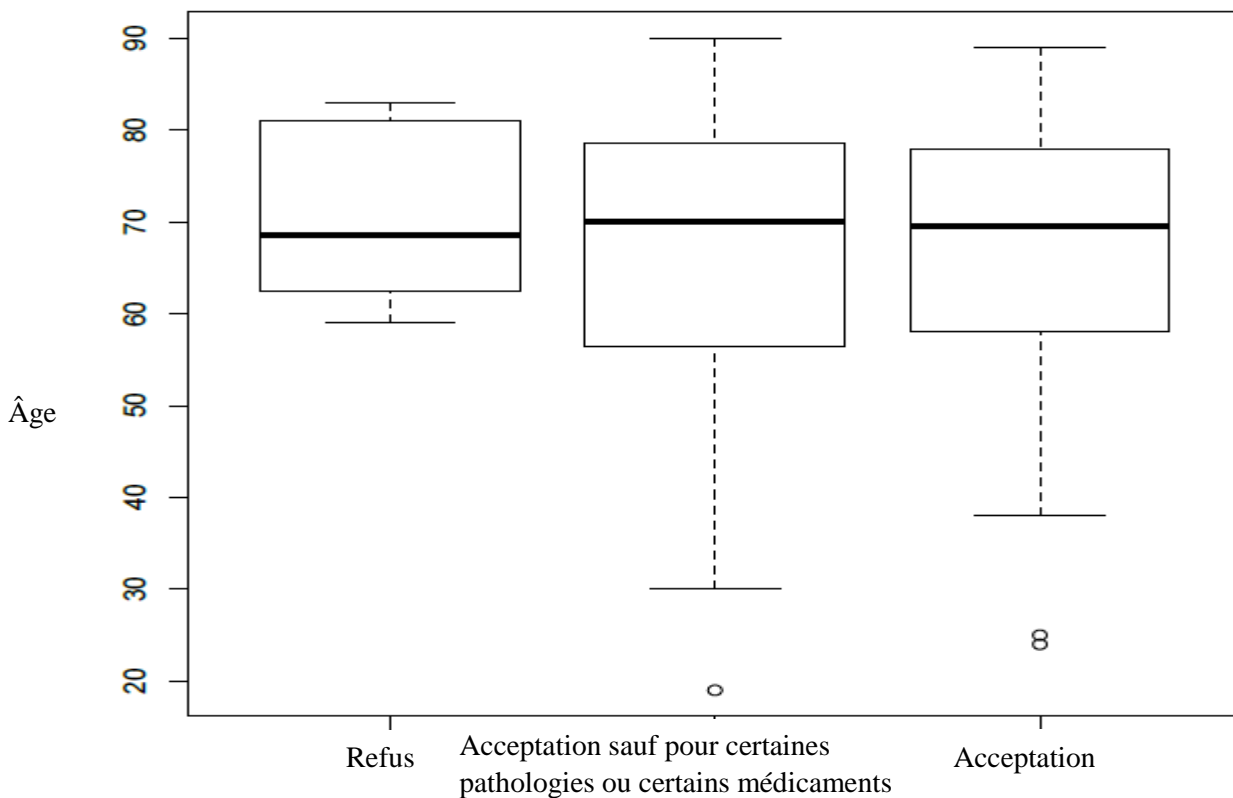 90
80
70
60
Âge
50
40
30
20
Refus
Acceptation sauf pour certaines
pathologies ou certains médicaments
Acceptation